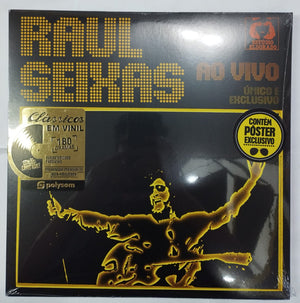 RAUL
SEIXAS
AO VIVO
ÚNICO E
EXCLUSIVO
Clássicos
EM VINIL
180
CONTÉM
PÔSTER
EXCLUSIVO
polysom